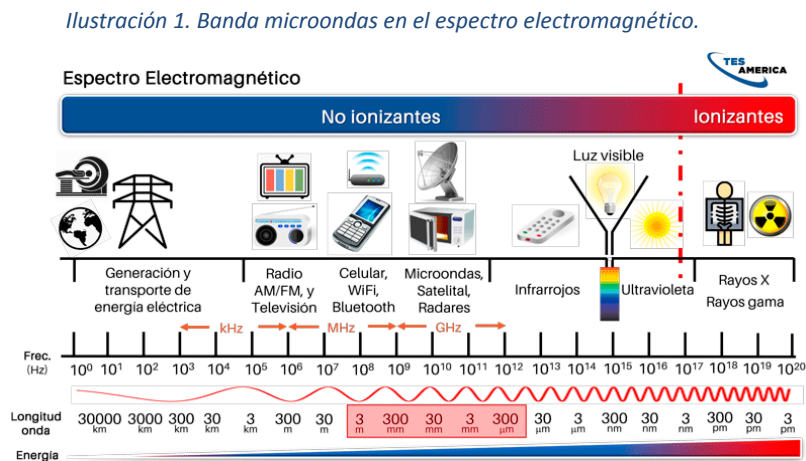 Ilustración 1. Banda microondas en el espectro electromagnético.
TES
AMERICA
Espectro Electromagnético
No ionizantes
Ionizantes
Luz visible
Generación y
transporte de
energía eléctrica
Radio
AM/FM, y
Televisión
Celular,
WiFi,
Bluetooth
Microondas,
Satelital,
Radares
Infrarrojos
Ultravioleta
Rayos X
Rayos gama
kHz
MHz
GHz
Frec.
(Hz)
10⁰ 10¹ 10² 10³ 10⁴ 10⁵ 10⁶ 10⁷ 10⁸ 10⁹ 10¹⁰ 10¹¹ 10¹² 10¹³ 10¹⁴ 10¹⁵ 10¹⁶ 10¹⁷ 10¹⁸ 10¹⁹ 10²⁰
Longitud
onda
30000 3000 300 30 3 300 30 3 300 30 3 300 30 3 300 30 3 300 30 3
km km km km km m m m mm mm mm μm μm μm nm nm nm pm pm pm
Energía